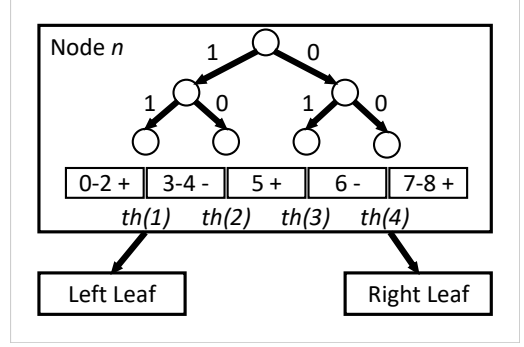 Node n
1 0
1 0 1 0
0-2 + 3-4 - 5 + 6 - 7-8 +
th(1) th(2) th(3) th(4)
Left Leaf Right Leaf